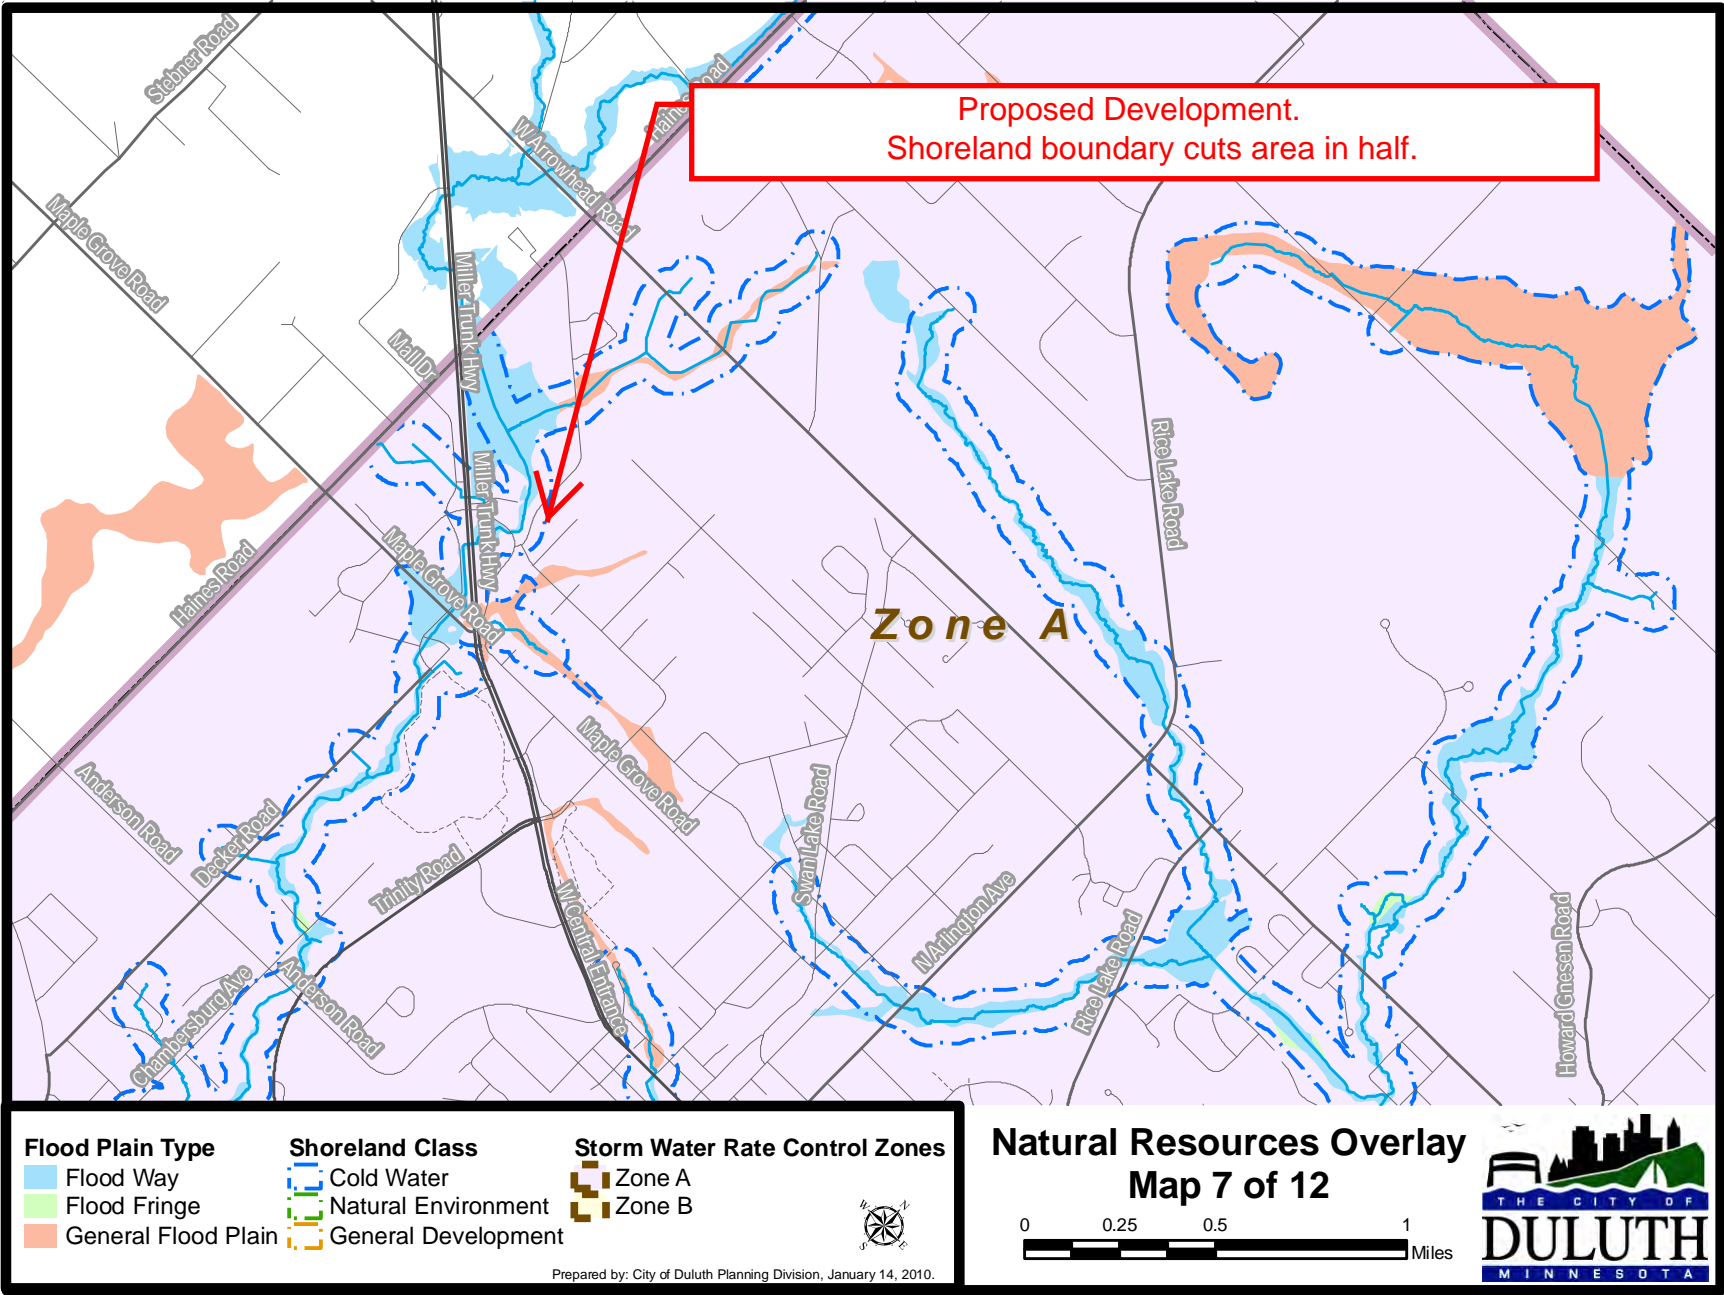 Stebner Road
Haines Road
Proposed Development.
Shoreland boundary cuts area in half.
W Arrowhead Road
Maple Grove Road
Miller Trunk Hwy
Mall Dr
Rice Lake Road
Miller Trunk Hwy
Maple Grove Road
Haines Road
Zone A
Maple Grove Road
Anderson Road
Decker Road
Swan Lake Road
Trinity Road
W Central Entrance
N Arlington Ave
Rice Lake Road
Howard Gnesen Road
Anderson Road
Chambersburg Ave
Flood Plain Type
Flood Way
Flood Fringe
General Flood Plain
Shoreland Class
Cold Water
Natural Environment
General Development
Storm Water Rate Control Zones
Zone A
Zone B
W N
S E
Prepared by: City of Duluth Planning Division, January 14, 2010.
Natural Resources Overlay
Map 7 of 12
0 0.25 0.5 1
Miles
THE CITY OF
DULUTH
MINNESOTA